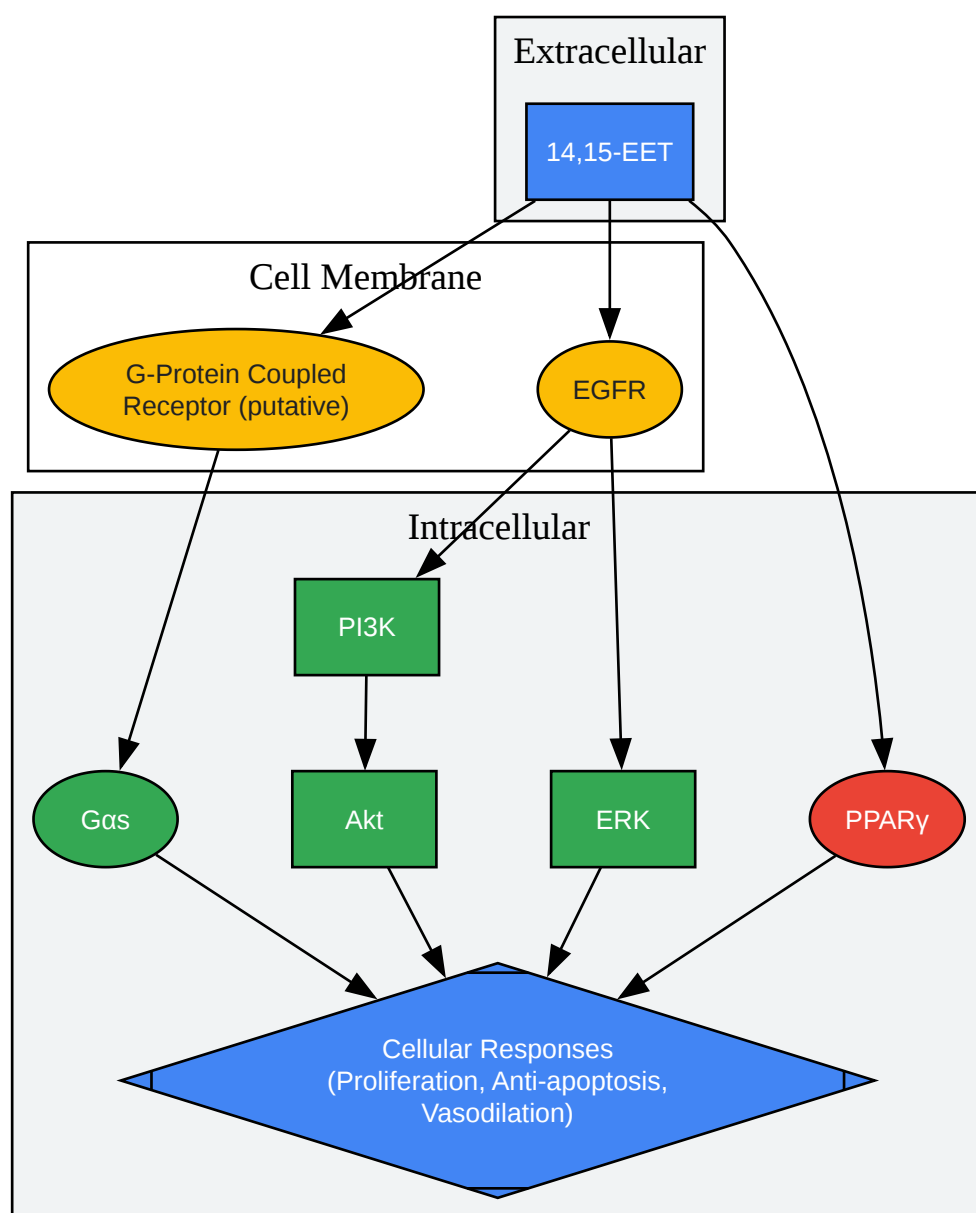 Extracellular
14,15-EET
Cell Membrane
G-Protein Coupled
Receptor (putative)
EGFR
Intracellular
PI3K
Gαs
Akt
ERK
PPARγ
Cellular Responses
(Proliferation, Anti-apoptosis,
Vasodilation)